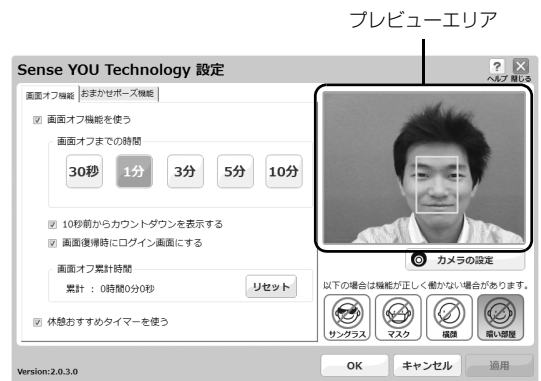 プレビューエリア
Sense YOU Technology 設定
? ×
ヘルプ 閉じる
画面オフ機能 おまかせポーズ機能
画面オフ機能を使う
画面オフまでの時間
30秒 1分 3分 5分 10分
10秒前からカウントダウンを表示する
画面復帰時にログイン画面にする
カメラの設定
画面オフ累計時間
累計 : 0時間0分0秒 リセット
以下の場合は機能が正しく働かない場合があります。
サングラス マスク 横顔 暗い部屋
休憩おすすめタイマーを使う
Version:2.0.3.0
OK キャンセル 適用